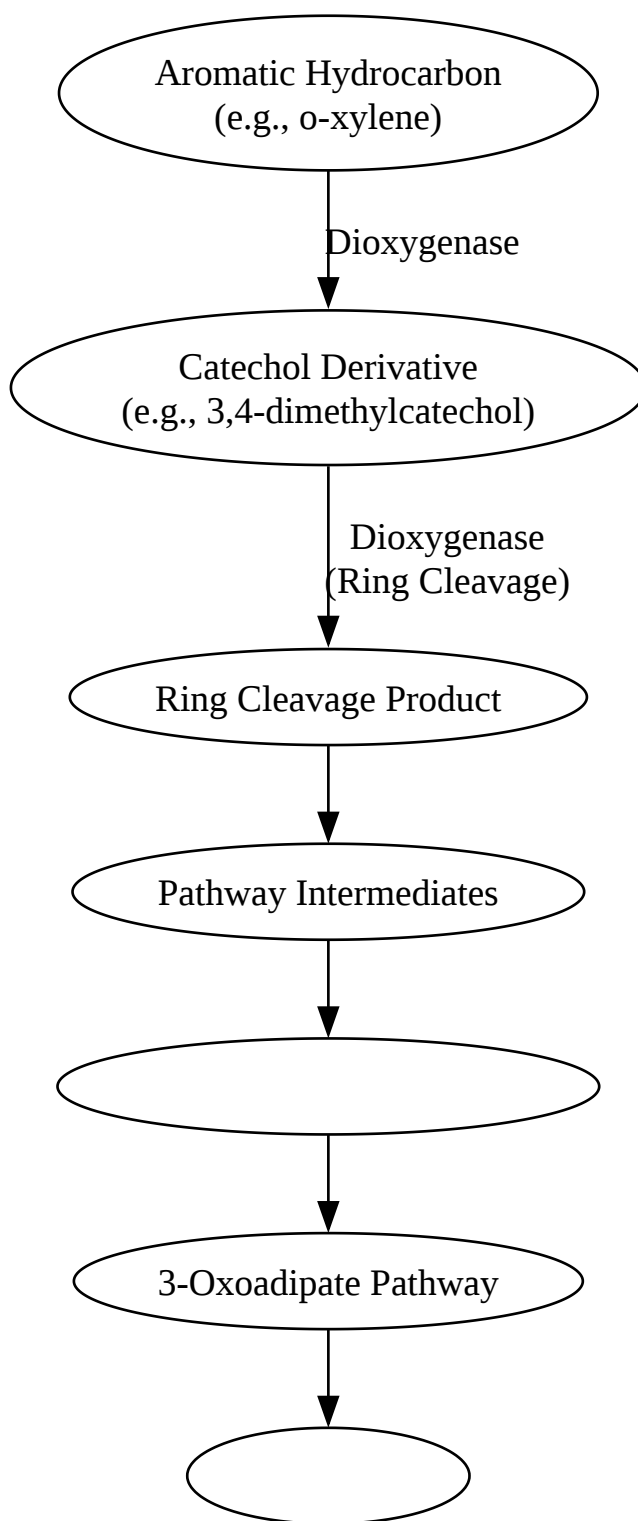 Aromatic Hydrocarbon
(e.g., o-xylene)
Dioxygenase
Catechol Derivative
(e.g., 3,4-dimethylcatechol)
Dioxygenase
(Ring Cleavage)
Ring Cleavage Product
Pathway Intermediates
3-Oxoadipate Pathway